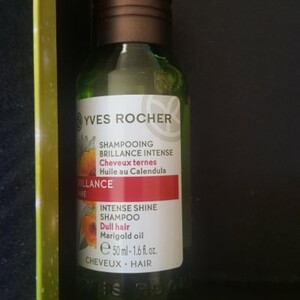 YVES ROCHER
SHAMPOOING
BRILLANCE INTENSE
Cheveux ternes
Huile au Calendula
INTENSE SHINE
SHAMPOO
Dull hair
Marigold oil
℮ 50 ml - 1.6 fl. oz.
CHEVEUX • HAIR